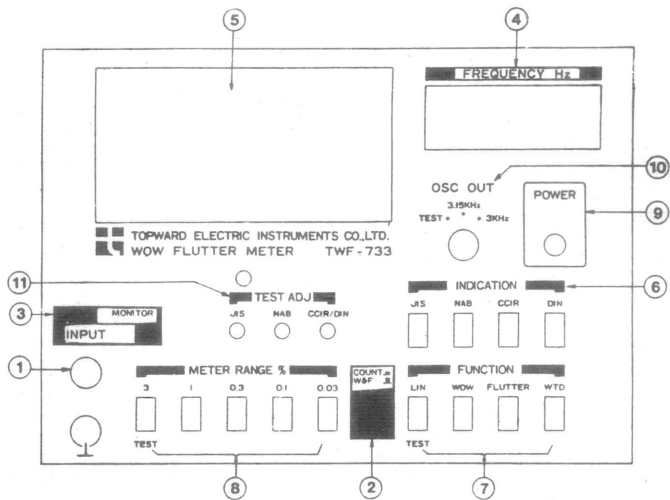 5
4
FREQUENCY Hz
10
OSC OUT
3.15KHz
TEST • • • 3KHz
POWER
9
TOPWARD ELECTRIC INSTRUMENTS CO.,LTD.
WOW FLUTTER METER TWF-733
11
TEST ADJ
JIS NAB CCIR/DIN
INDICATION
6
JIS NAB CCIR DIN
3
MONITOR
INPUT
1
METER RANGE %
3 1 0.3 0.1 0.03
TEST
8
COUNT
W&F
2
FUNCTION
LIN WOW FLUTTER WTD
TEST
7